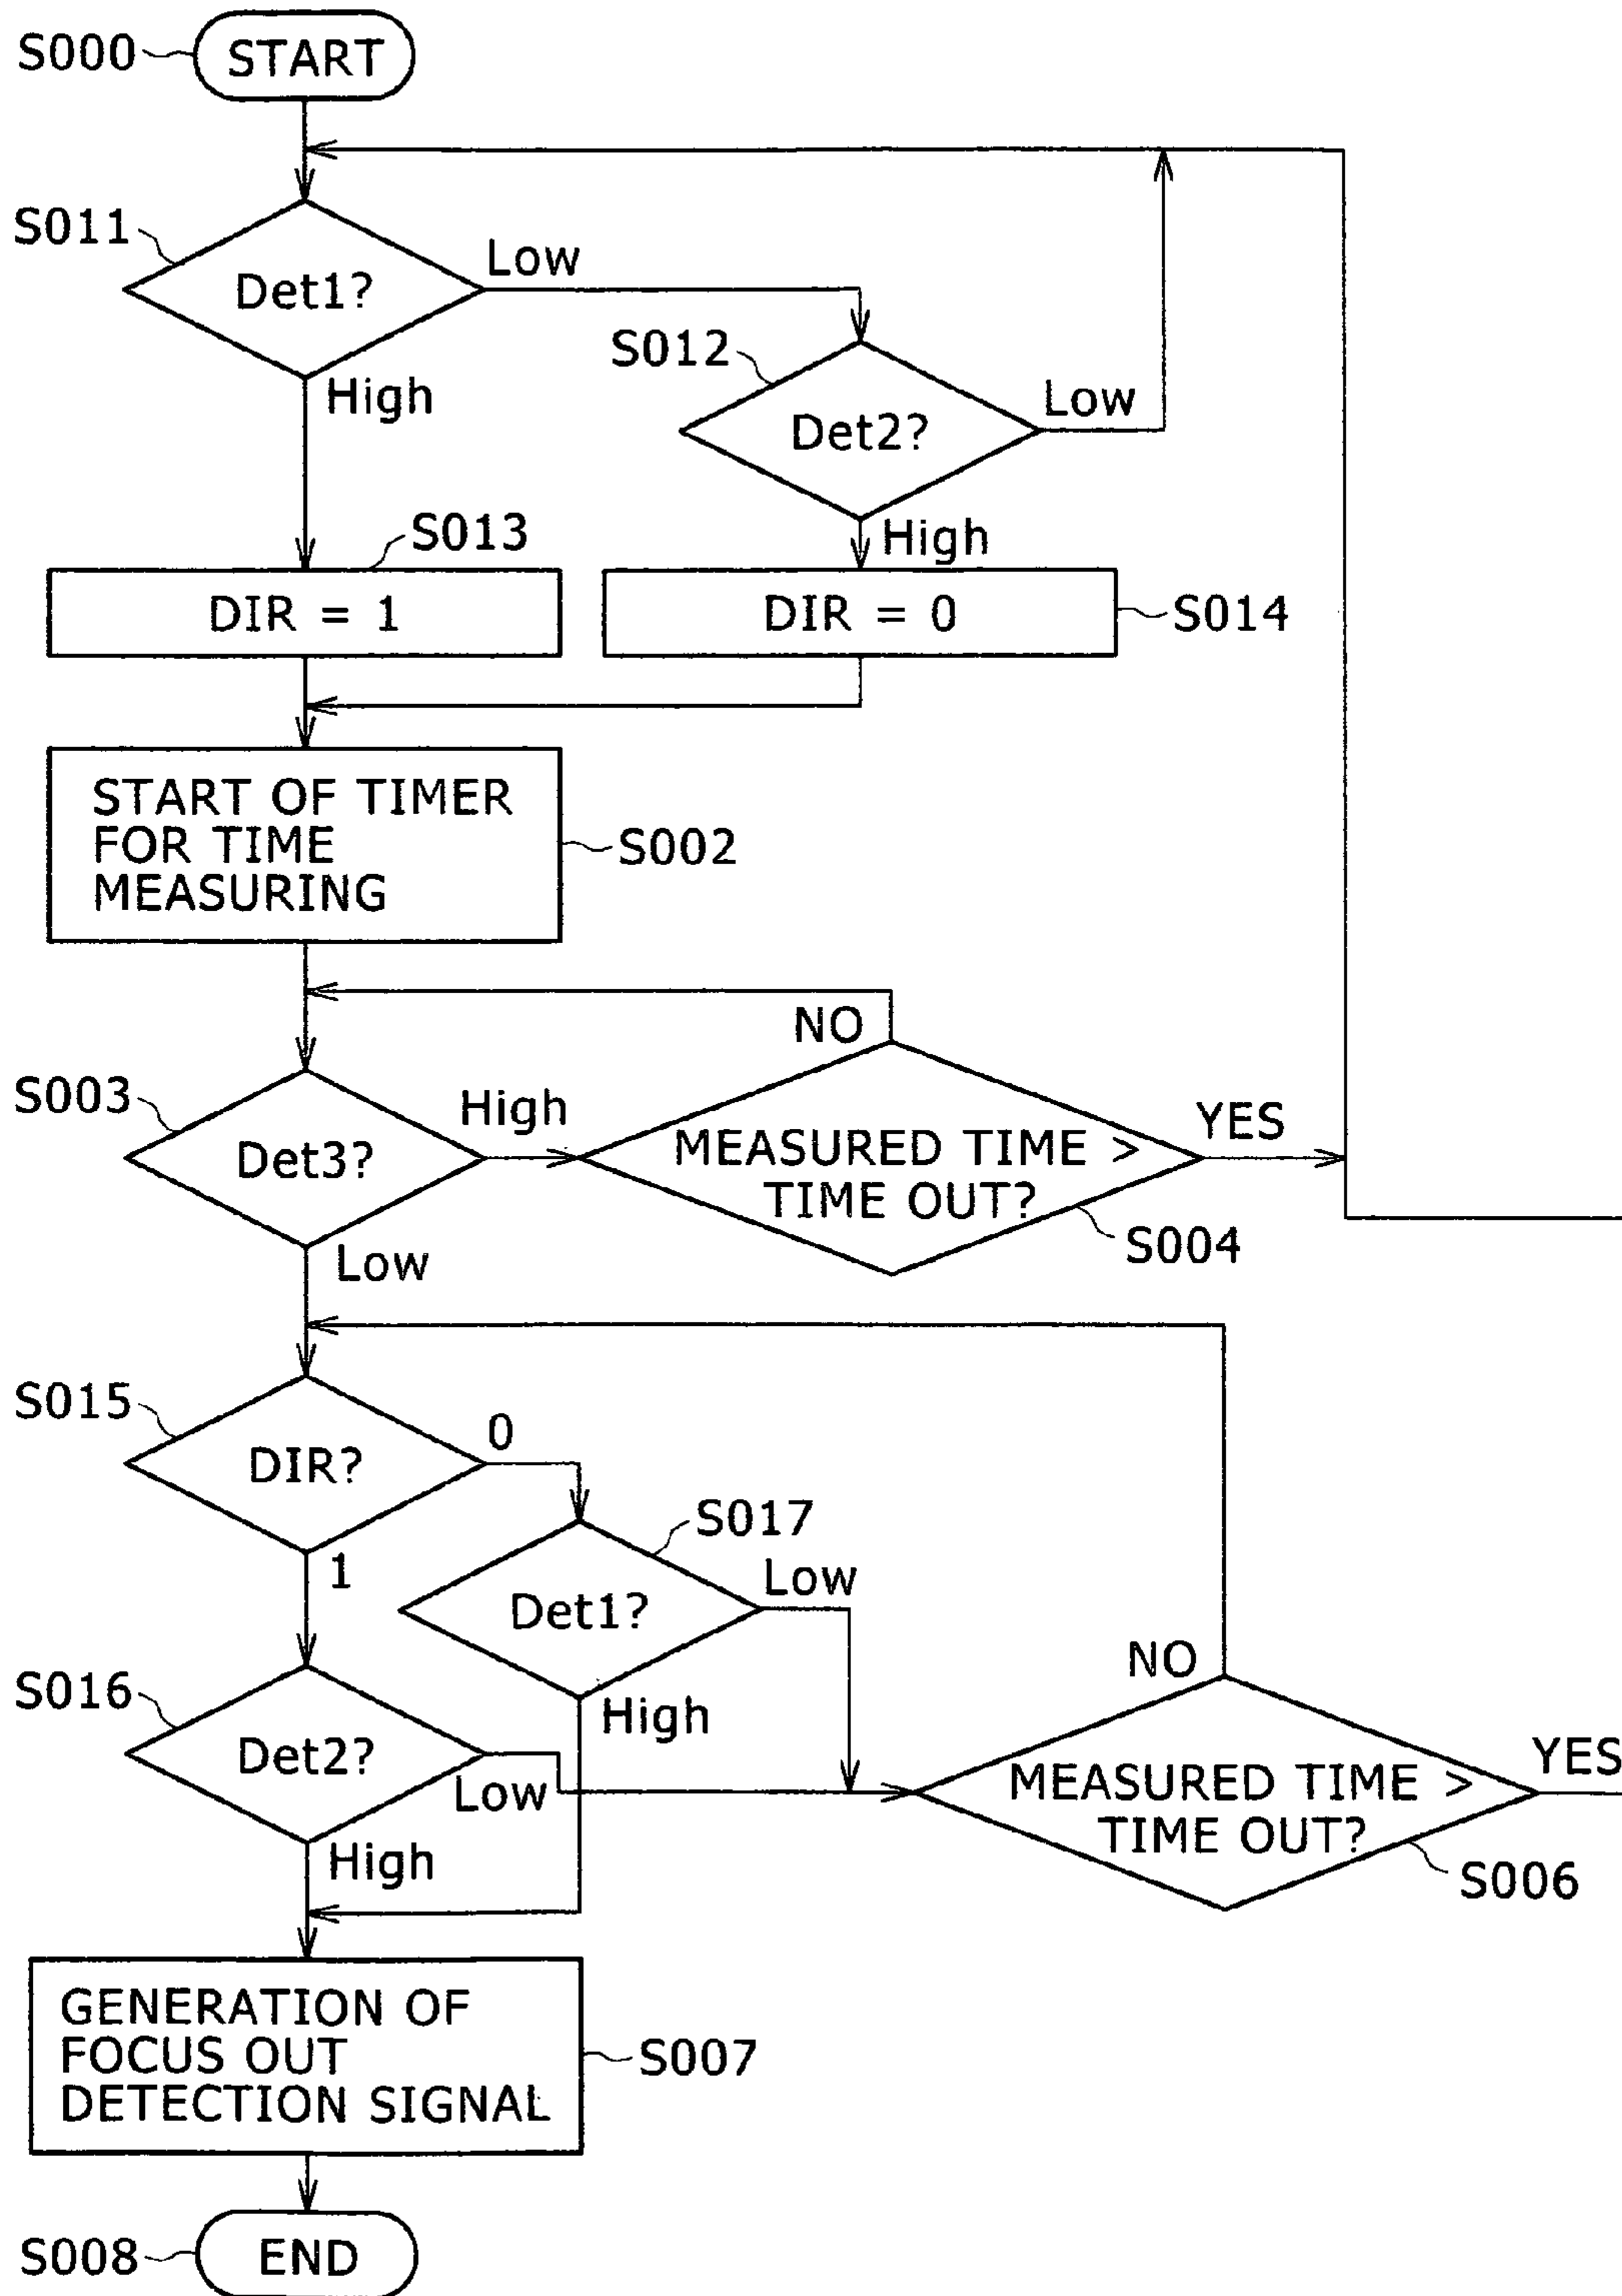 S000
START
S011
Det1?
Low
High
S012
Det2?
Low
High
S013
DIR = 1
DIR = 0
S014
START OF TIMER
FOR TIME
MEASURING
S002
NO
S003
Det3?
High
MEASURED TIME >
TIME OUT?
YES
S004
Low
S015
DIR?
0
1
S017
Det1?
Low
High
S016
Det2?
Low
High
NO
MEASURED TIME >
TIME OUT?
YES
S006
GENERATION OF
FOCUS OUT
DETECTION SIGNAL
S007
S008
END